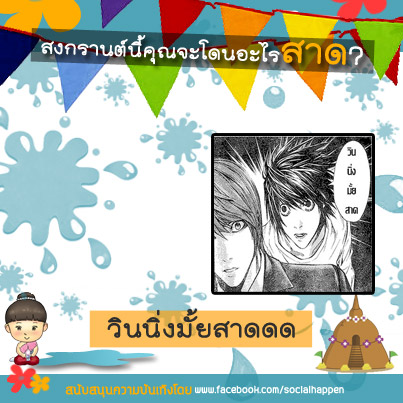 สงกรานต์นี้คุณจะโดนอะไรสาด?
วิน
นิ่ง
มั้ย
สาด
วินนิ่งมั้ยสาดดด
สนับสนุนความบันเทิงโดย www.facebook.com/socialhappen